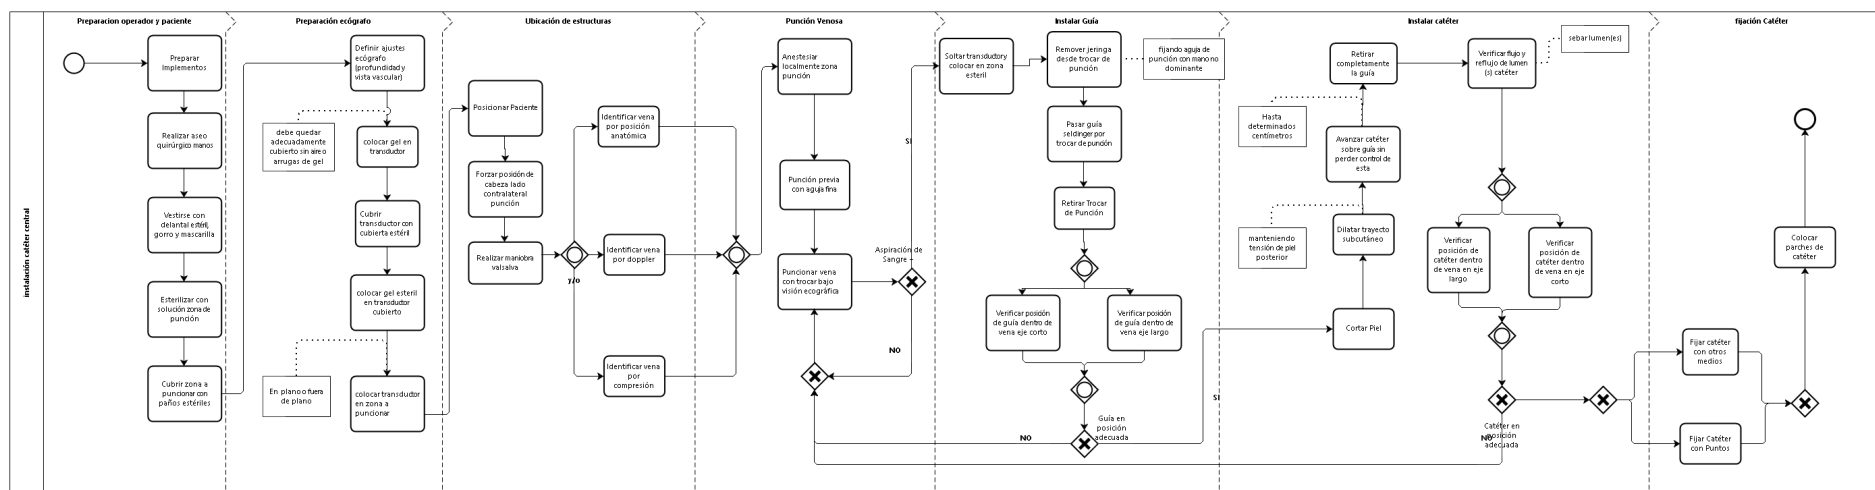 instalación catéter central
Preparacion operador y paciente
Preparar
Implementos
Realizar aseo
quirúrgico manos
Vestirse con
delantal estéril,
gorro y mascarilla
Esterilizar con
solución zona de
punción
Cubrir zona a
puncionar con
paños estériles
Preparación ecógrafo
Definir ajustes
ecógrafo
(profundidad y
vista vascular)
debe quedar
adecuadamente
cubierto sin aire o
arrugas de gel
colocar gel en
transductor
Cubrir
transductor con
cubierta estéril
colocar gel esteril
en transductor
cubierto
En plano o fuera
de plano
colocar transductor
en zona a
puncionar
Ubicación de estructuras
Posicionar Paciente
Forzar posición de
cabeza lado
contralateral
punción
Realizar maniobra
valsalva
y/o
Identificar vena
por posición
anatómica
Identificar vena
por doppler
Identificar vena
por
compresión
Punción Venosa
Anestesiar
localmente zona
punción
Punción previa
con aguja fina
Puncionar vena
con trocar bajo
visión ecográfica
Aspiración de
Sangre
SI
NO
Instalar Guía
Soltar transductor y
colocar en zona
esteril
Remover jeringa
desde trocar de
punción
fijando aguja de
punción con mano no
dominante
Pasar guía
seldinger por
trocar de punción
Retirar Trocar
de Punción
Verificar posición
de guía dentro de
vena eje corto
Verificar posición
de guía dentro de
vena eje largo
Guía en
posición
adecuada
NO
SI
Instalar catéter
Retirar
completamente
la guía
Verificar flujo y
reflujo de lumen
(s) catéter
sebar lumen(es)
Hasta
determinados
centímetros
Avanzar catéter
sobre guía sin
perder control de
esta
manteniendo
tensión de piel
posterior
Dilatar trayecto
subcutáneo
Cortar Piel
Verificar
posición de
catéter dentro
de vena en eje
largo
Verificar
posición de
catéter dentro
de vena en eje
corto
Catéter en
posición
adecuada
NO
fijación Catéter
Fijar catéter
con otros
medios
Fijar Catéter
con Puntos
Colocar
parches de
catéter